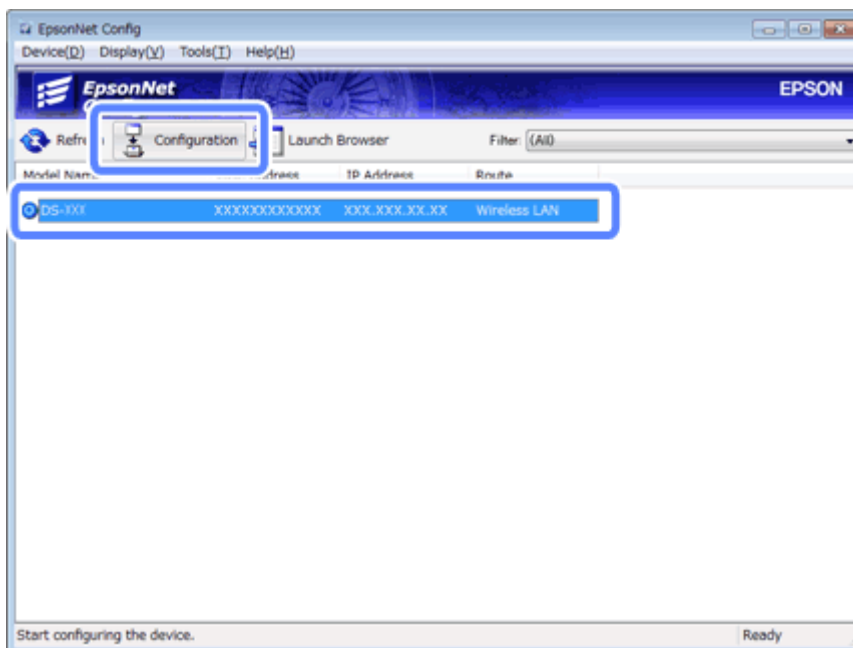 EpsonNet Config
Device(D) Display(V) Tools(T) Help(H)
EpsonNet EPSON
Configuration Launch Browser Filter: (All)
Model IP Address Route
DS-XXX XXXXXXXXXXXX XXX.XXX.XX.XX Wireless LAN
Start configuring the device. Ready